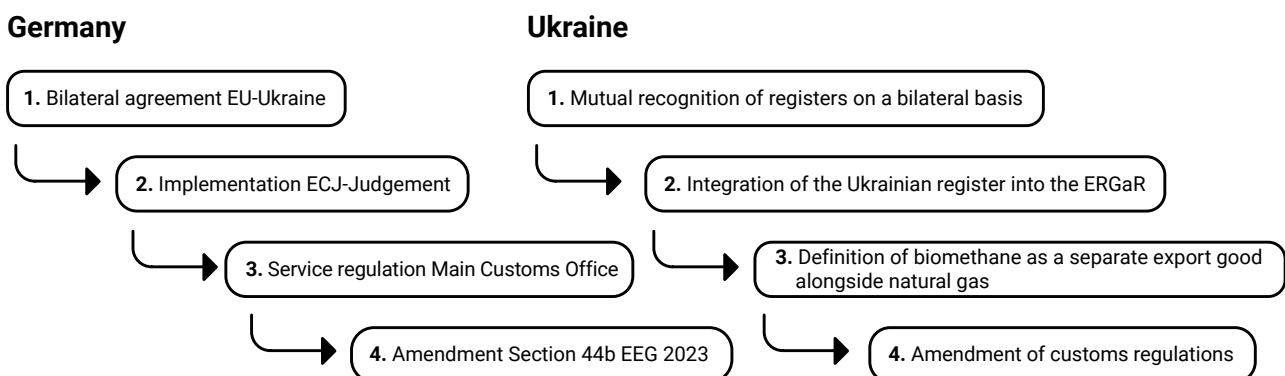 Germany
1. Bilateral agreement EU-Ukraine
2. Implementation ECJ-Judgement
3. Service regulation Main Customs Office
4. Amendment Section 44b EEG 2023
Ukraine
1. Mutual recognition of registers on a bilateral basis
2. Integration of the Ukrainian register into the ERGaR
3. Definition of biomethane as a separate export good
alongside natural gas
4. Amendment of customs regulations